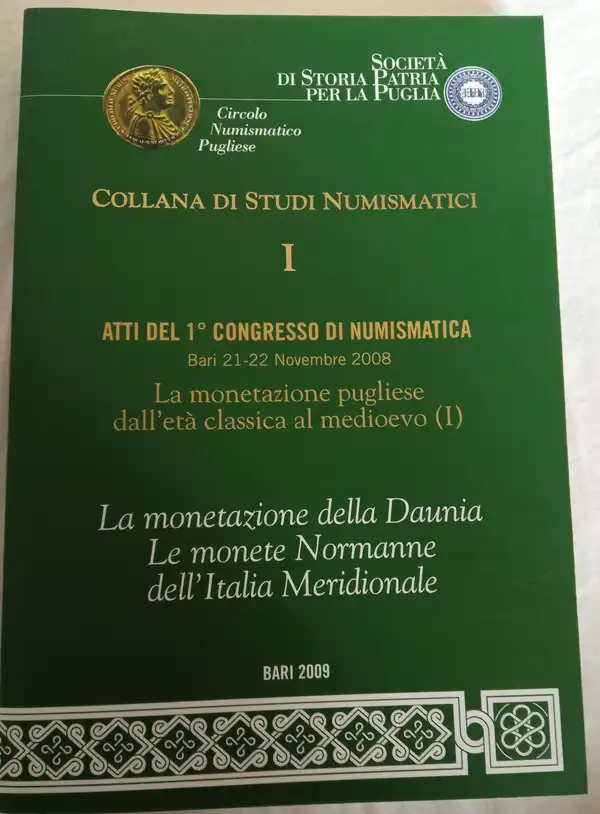 Circolo
Numismatico
Pugliese
SOCIETÀ
DI STORIA PATRIA
PER LA PUGLIA
COLLANA DI STUDI NUMISMATICI
I
ATTI DEL 1° CONGRESSO DI NUMISMATICA
Bari 21-22 Novembre 2008
La monetazione pugliese
dall'età classica al medioevo (I)
La monetazione della Daunia
Le monete Normanne
dell'Italia Meridionale
BARI 2009